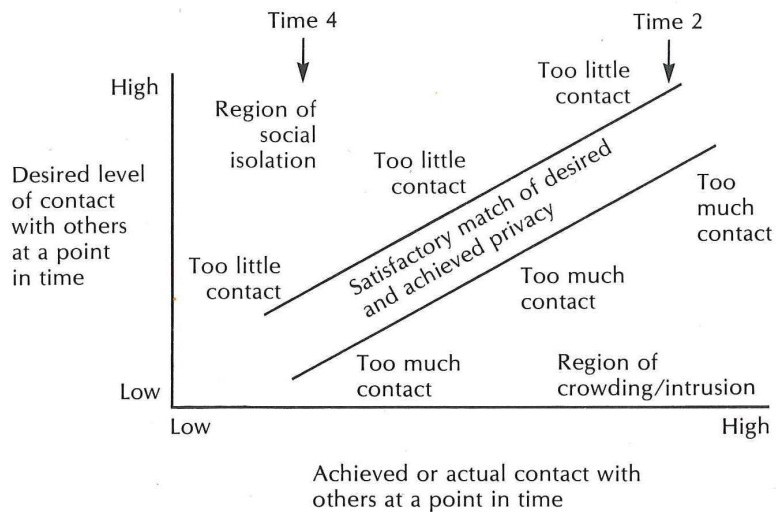 Time 4
Time 2
High
Too little
contact
Region of
social
isolation
Too little
contact
Desired level
of contact
with others
at a point
in time
Too
much
contact
Satisfactory match of desired
and achieved privacy
Too little
contact
Too much
contact
Too much
contact
Region of
crowding/intrusion
Low
Low
High
Achieved or actual contact with
others at a point in time